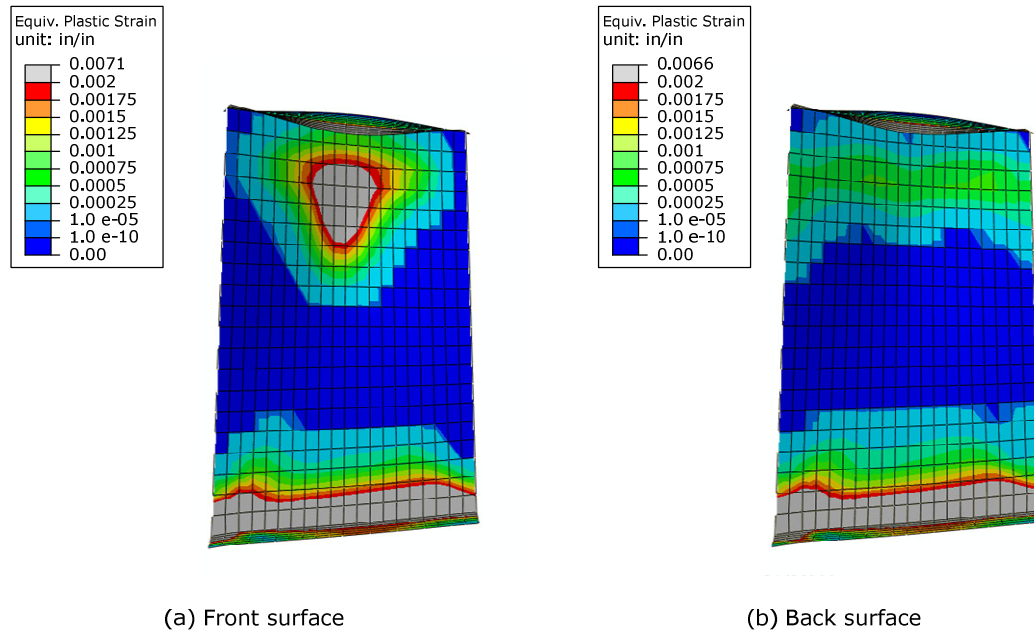 Equiv. Plastic Strain
unit: in/in
0.0071
0.002
0.00175
0.0015
0.00125
0.001
0.00075
0.0005
0.00025
1.0 e-05
1.0 e-10
0.00
Equiv. Plastic Strain
unit: in/in
0.0066
0.002
0.00175
0.0015
0.00125
0.001
0.00075
0.0005
0.00025
1.0 e-05
1.0 e-10
0.00
(a) Front surface
(b) Back surface